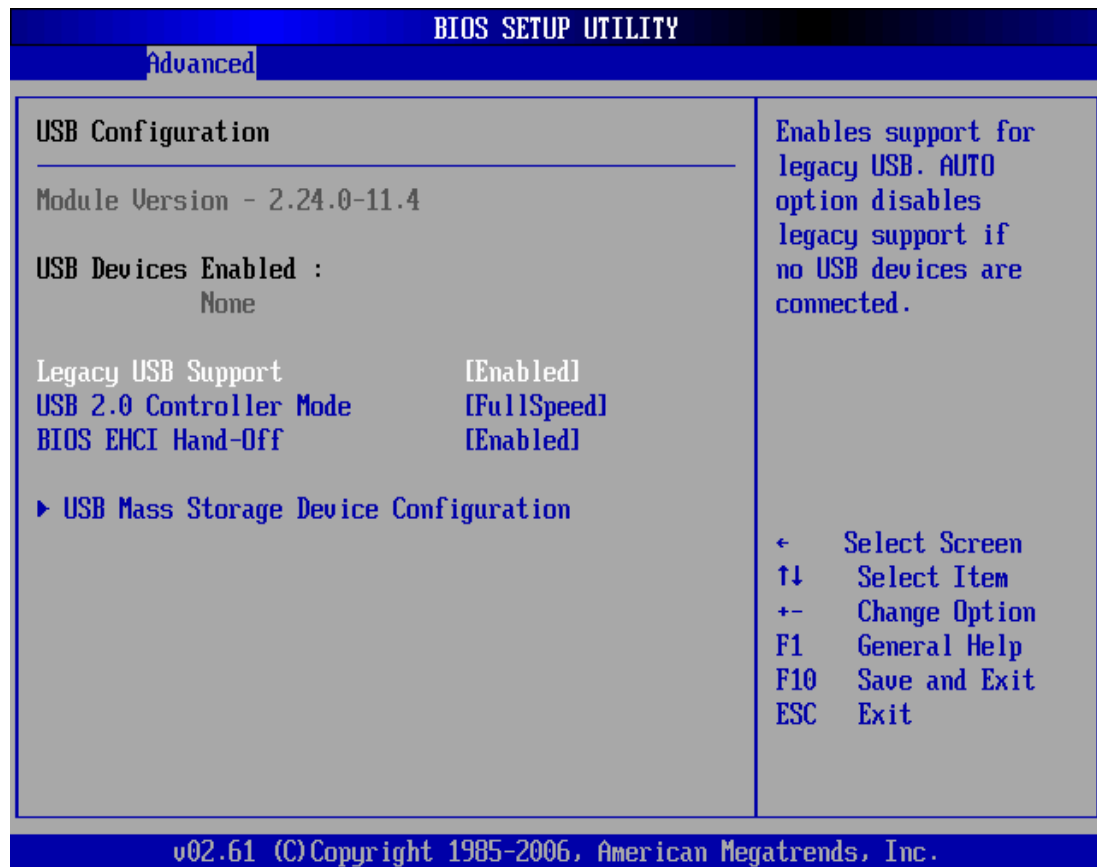 BIOS SETUP UTILITY
Advanced
USB Configuration
Module Version - 2.24.0-11.4
USB Devices Enabled :
None
Legacy USB Support [Enabled]
USB 2.0 Controller Mode [FullSpeed]
BIOS EHCI Hand-Off [Enabled]
▶ USB Mass Storage Device Configuration
Enables support for
legacy USB. AUTO
option disables
legacy support if
no USB devices are
connected.
← Select Screen
↑↓ Select Item
+- Change Option
F1 General Help
F10 Save and Exit
ESC Exit
v02.61 (C)Copyright 1985-2006, American Megatrends, Inc.